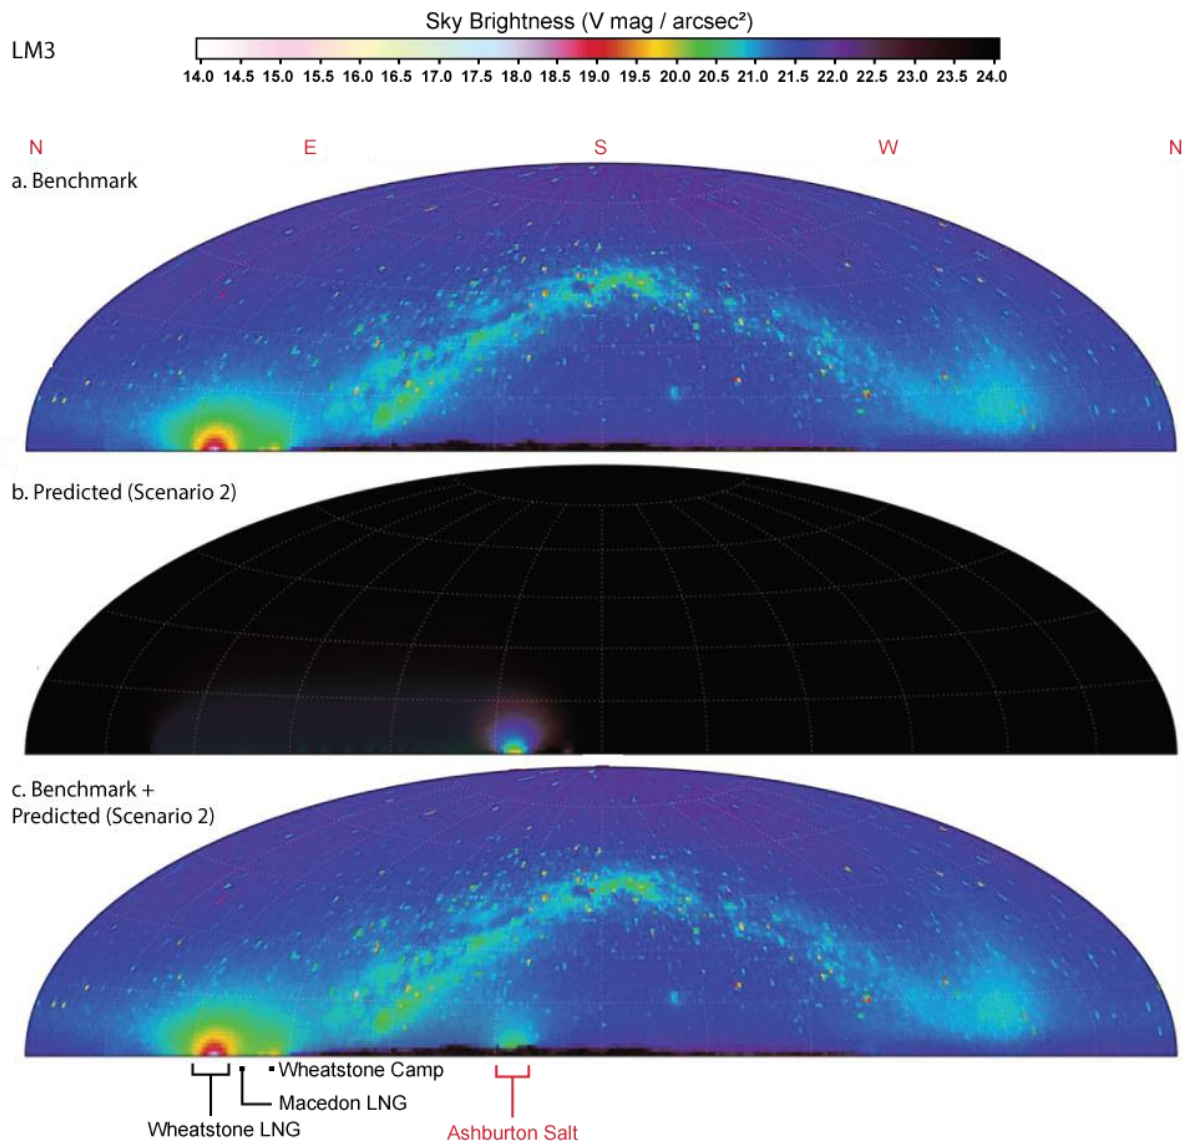 Sky Brightness (V mag / arcsec²)
LM3
14.0 14.5 15.0 15.5 16.0 16.5 17.0 17.5 18.0 18.5 19.0 19.5 20.0 20.5 21.0 21.5 22.0 22.5 23.0 23.5 24.0
N E S W N
a. Benchmark
b. Predicted (Scenario 2)
c. Benchmark +
Predicted (Scenario 2)
Wheatstone Camp
Macedon LNG
Wheatstone LNG
Ashburton Salt